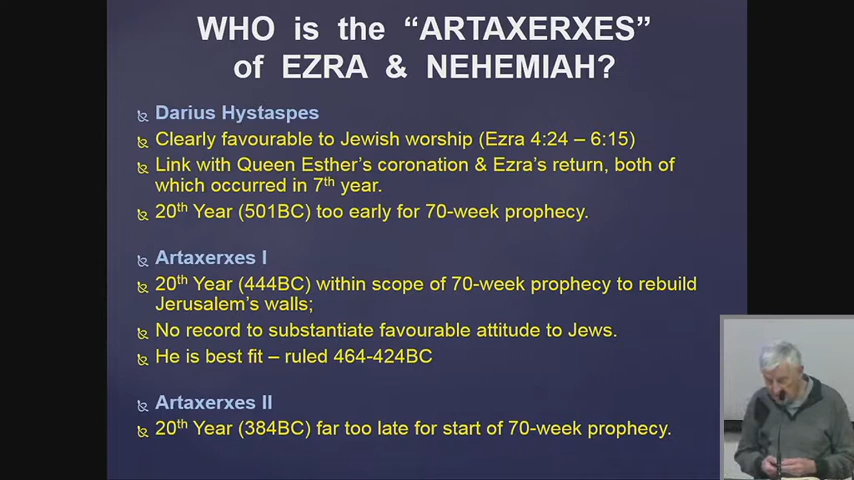 WHO is the “ARTAXERXES”
of EZRA & NEHEMIAH?
Darius Hystaspes
Clearly favourable to Jewish worship (Ezra 4:24 – 6:15)
Link with Queen Esther’s coronation & Ezra’s return, both of
which occurred in 7th year.
20th Year (501BC) too early for 70-week prophecy.
Artaxerxes I
20th Year (444BC) within scope of 70-week prophecy to rebuild
Jerusalem’s walls;
No record to substantiate favourable attitude to Jews.
He is best fit – ruled 464-424BC
Artaxerxes II
20th Year (384BC) far too late for start of 70-week prophecy.